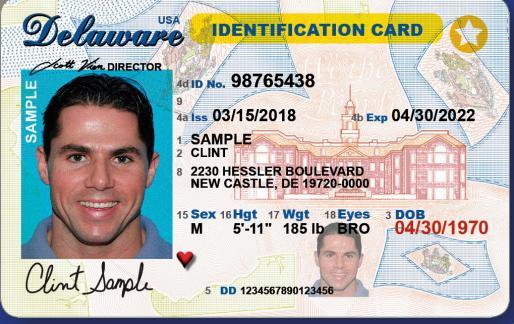 Delaware USA IDENTIFICATION CARD
DIRECTOR
SAMPLE
4d ID No. 98765438
9
4a Iss 03/15/2018 4b Exp 04/30/2022
1 SAMPLE
2 CLINT
8 2230 HESSLER BOULEVARD
NEW CASTLE, DE 19720-0000
15 Sex 16 Hgt 17 Wgt 18 Eyes 3 DOB
M 5'-11" 185 lb BRO 04/30/1970
Clint Sample
5 DD 1234567890123456